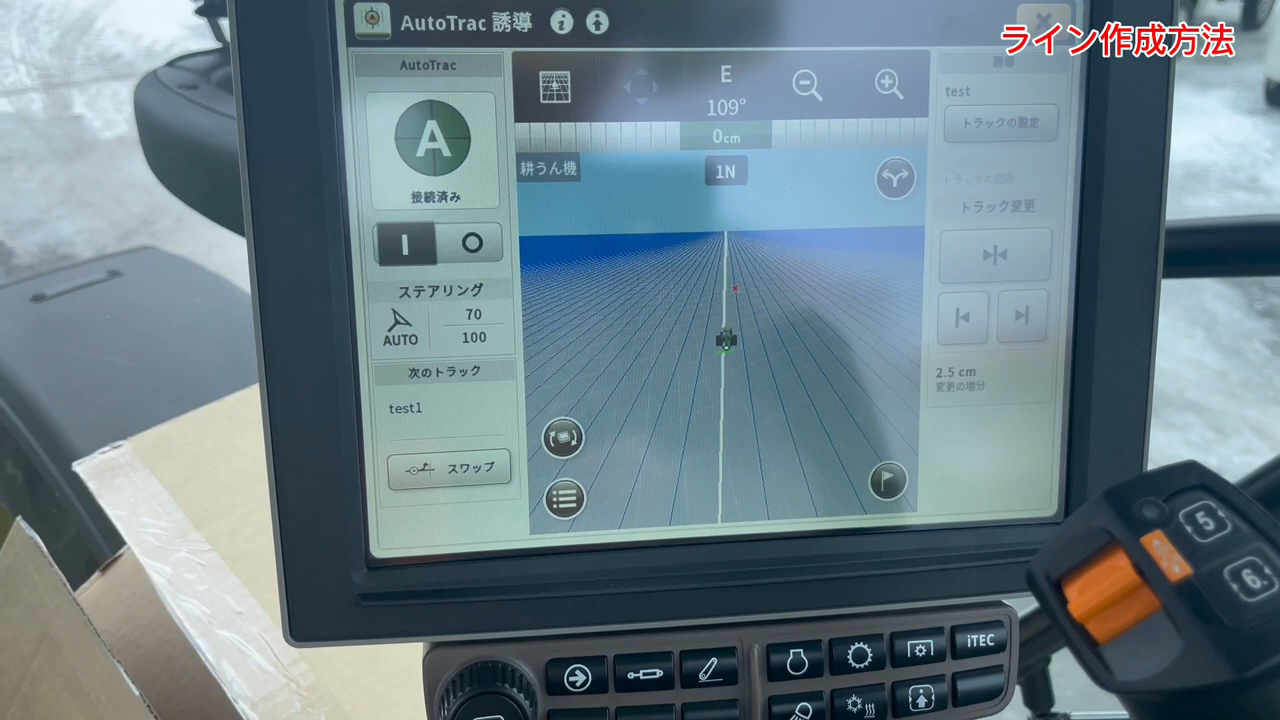 AutoTrac 誘導
ライン作成方法
AutoTrac
A
接続済み
ステアリング
AUTO
70
100
次のトラック
test1
スワップ
E
109°
0cm
耕うん機
1N
test
トラックの設定
トラック変更
2.5 cm
変更の増分
5
6
iTEC